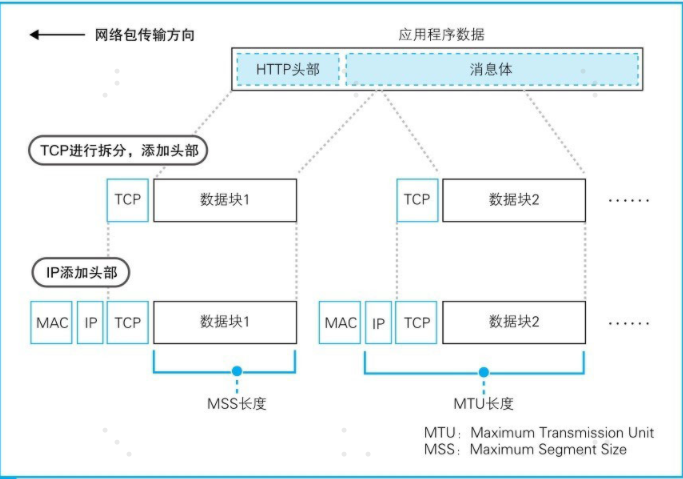 网络包传输方向
应用程序数据
HTTP头部 消息体
TCP进行拆分，添加头部
TCP 数据块1 TCP 数据块2 ······
IP添加头部
MAC IP TCP 数据块1 MAC IP TCP 数据块2 ······
MSS长度 MTU长度
MTU：Maximum Transmission Unit
MSS：Maximum Segment Size